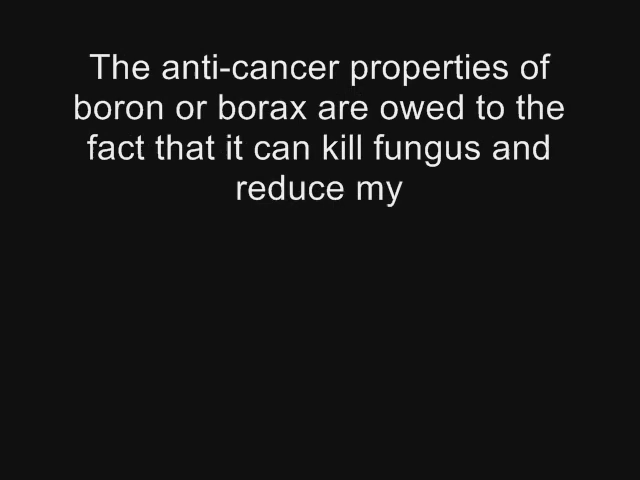 The anti-cancer properties of
boron or borax are owed to the
fact that it can kill fungus and
reduce my